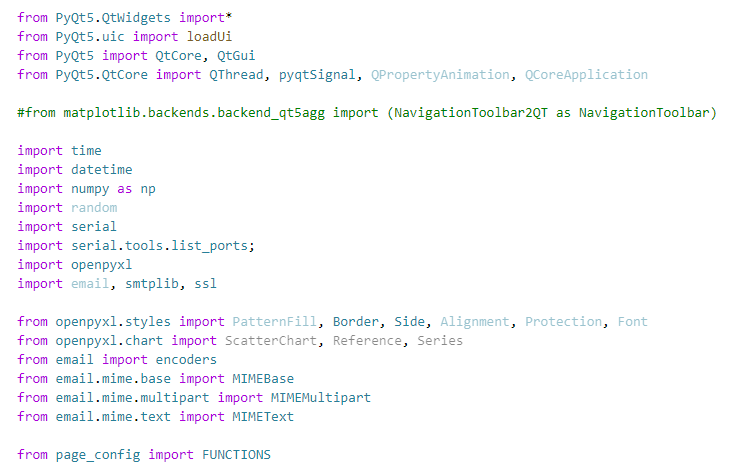 from PyQt5.QtWidgets import*
from PyQt5.uic import loadUi
from PyQt5 import QtCore, QtGui
from PyQt5.QtCore import QThread, pyqtSignal, QPropertyAnimation, QCoreApplication
#from matplotlib.backends.backend_qt5agg import (NavigationToolbar2QT as NavigationToolbar)
import time
import datetime
import numpy as np
import random
import serial
import serial.tools.list_ports;
import openpyxl
import email, smtplib, ssl
from openpyxl.styles import PatternFill, Border, Side, Alignment, Protection, Font
from openpyxl.chart import ScatterChart, Reference, Series
from email import encoders
from email.mime.base import MIMEBase
from email.mime.multipart import MIMEMultipart
from email.mime.text import MIMEText
from page_config import FUNCTIONS